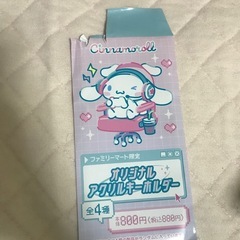 Cinnamoroll
ファミリーマート限定
オリジナル
アクリルキーホルダー
全4種
800円(税込880円)